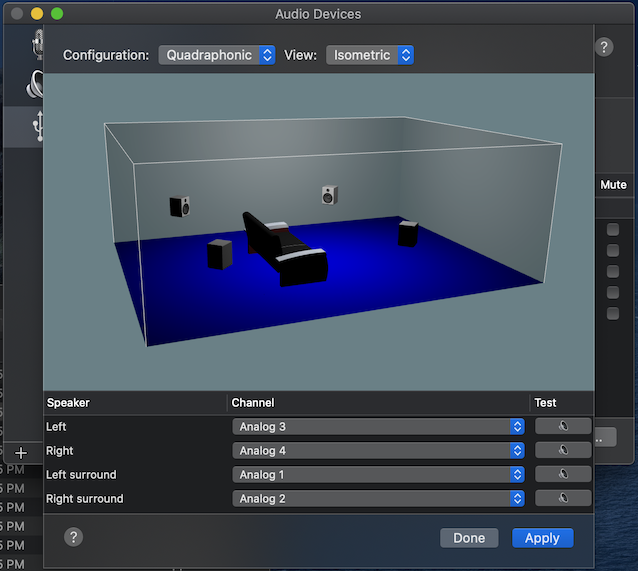 Audio Devices
Configuration: Quadraphonic View: Isometric
?
Mute
Speaker Channel Test
Left Analog 3
Right Analog 4
Left surround Analog 1
Right surround Analog 2
..
+
5 PM
5 PM
5 PM
5 PM
5 PM
? Done Apply